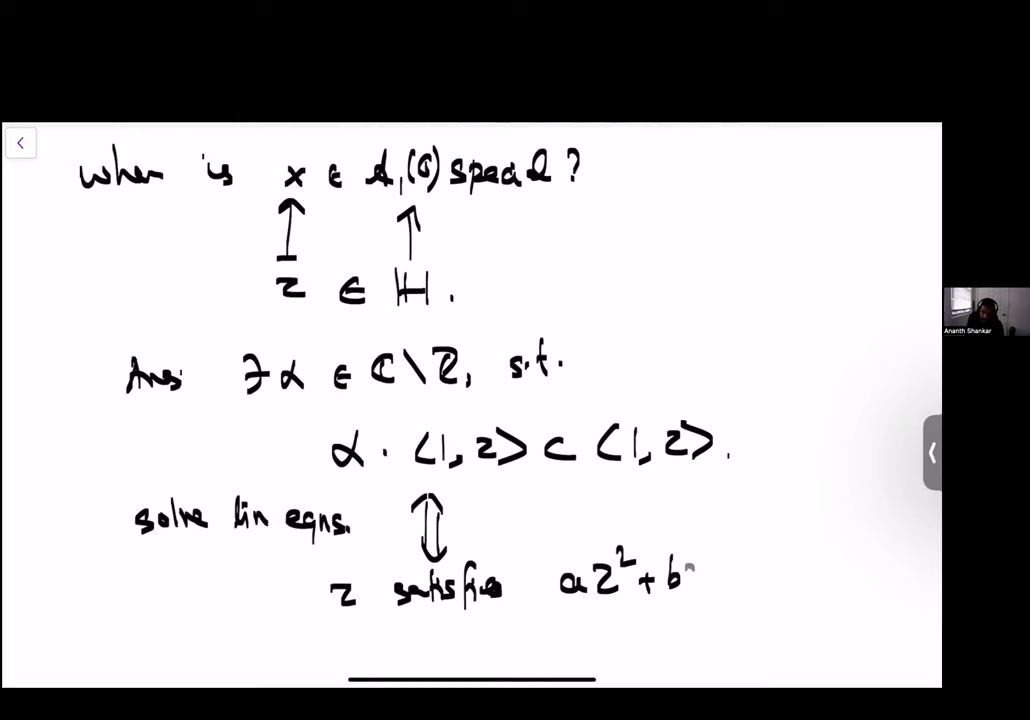 when is x ∈ A₁(C) special?
z ∈ H.
Ans: ∃ α ∈ C \ Z, s.t.
α · ⟨1, z⟩ ⊂ ⟨1, z⟩.
solve lin eqns.
z satisfies az² + b
Ananth Shankar